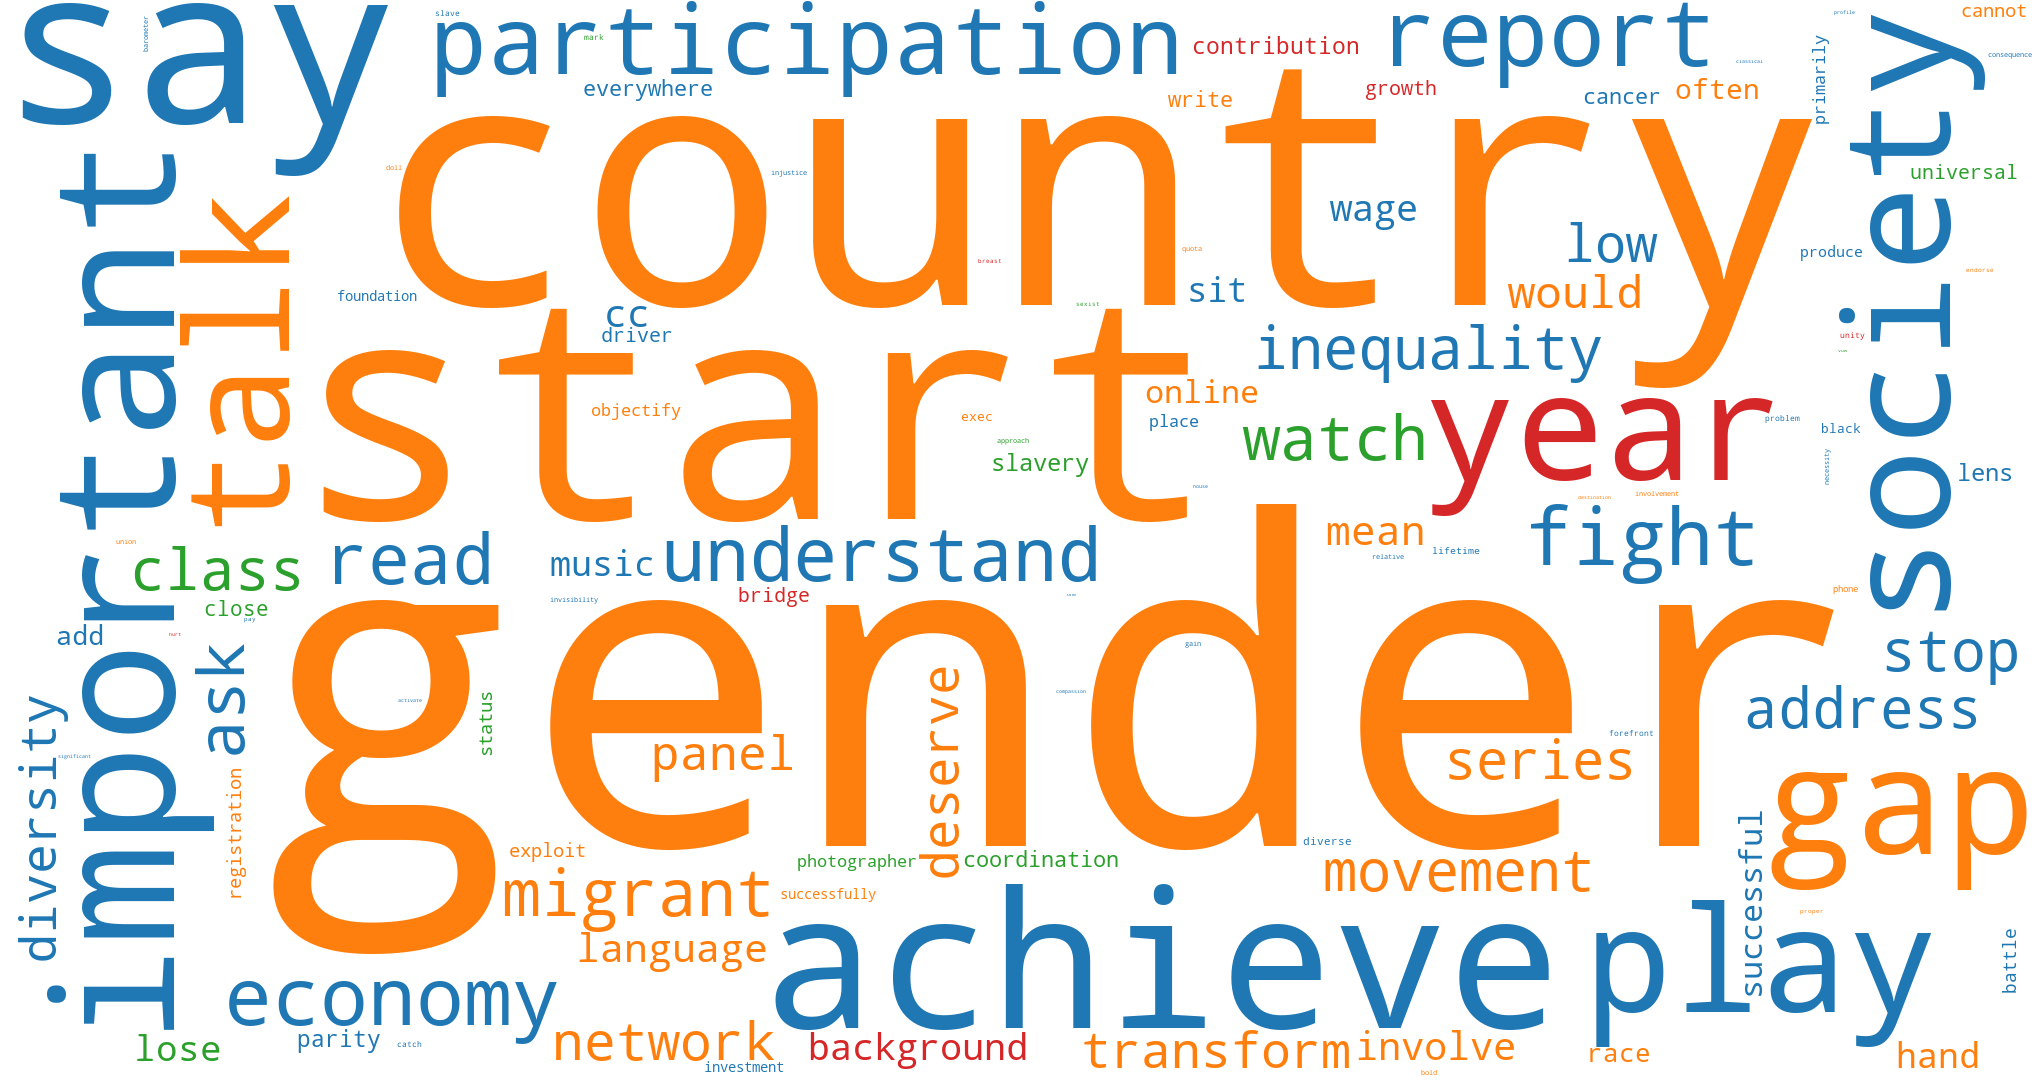 say
slave
participation
report
profile
cannot
barometer
mark
contribution
classical
consequence
everywhere
write
growth
cancer
often
primarily
society
country
universal
doll
injustice
important
talk
wage
low
quota
breast
produce
endorse
foundation
sexist
sit
would
cc
driver
inequality
unity
start
objectify
exec
online
place
watch
year
problem
black
approach
slavery
necessity
lens
house
destination
involvement
union
class
read
music
understand
mean
relative
lifetime
fight
close
invisibility
bridge
phone
add
hurt
pay
ask
gender
gain
stop
address
diversity
significant
activate
status
compassion
panel
deserve
series
forefront
gap
registration
exploit
photographer
coordination
diverse
successful
migrant
successfully
movement
proper
language
achieve
play
battle
economy
lose
parity
catch
network
investment
background
transform
involve
race
hand
bold